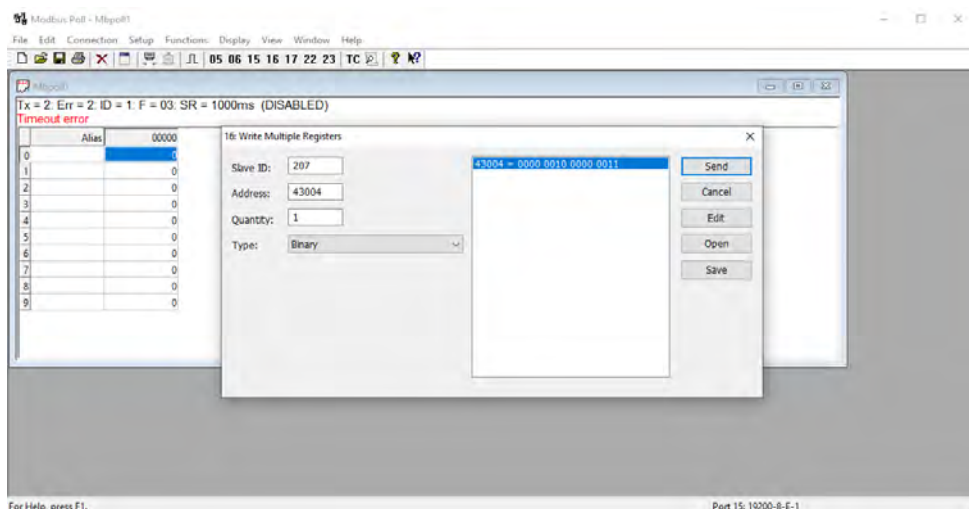 Modbus Poll - Mbpoll1
File Edit Connection Setup Functions Display View Window Help
05 06 15 16 17 22 23 TC
Mbpoll1
Tx = 2: Err = 2: ID = 1: F = 03: SR = 1000ms (DISABLED)
Timeout error
Alias 00000
0 0
1 0
2 0
3 0
4 0
5 0
6 0
7 0
8 0
9 0
16: Write Multiple Registers
Slave ID: 207
Address: 43004
Quantity: 1
Type: Binary
43004 = 0000 0010 0000 0011
Send
Cancel
Edit
Open
Save
For Help, press F1.
Port 15: 19200-8-E-1